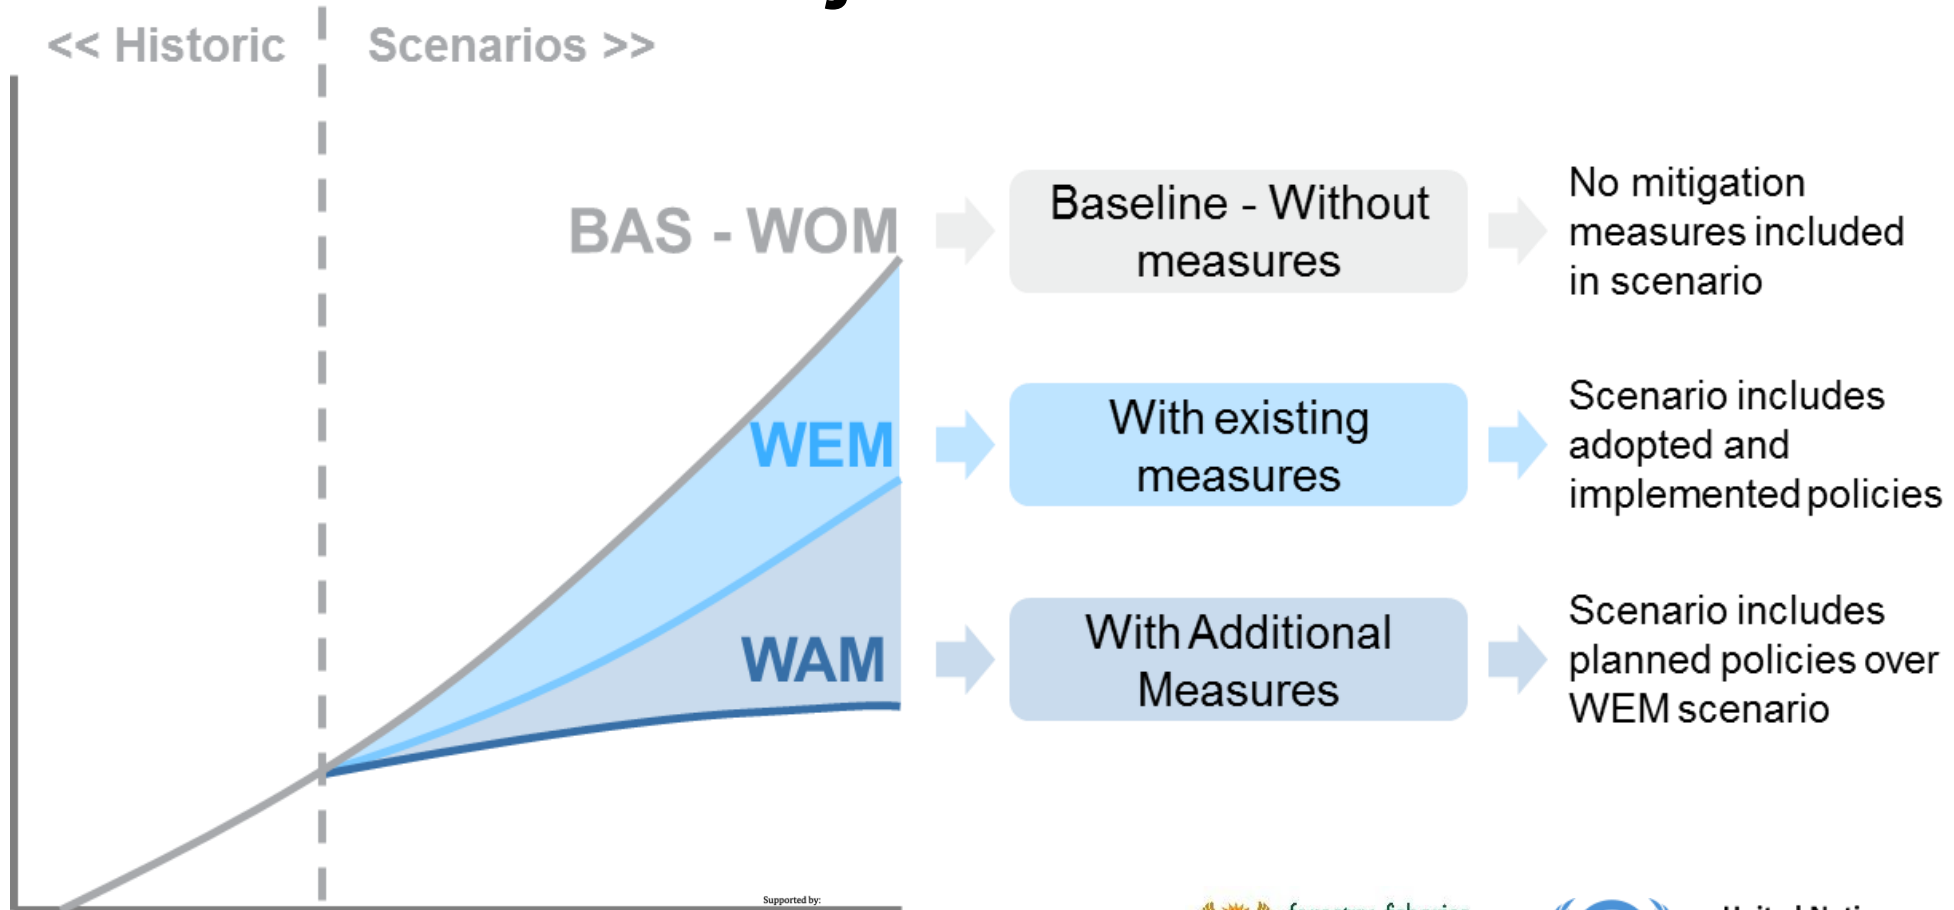 << Historic
Scenarios >>
BAS - WOM
Baseline - Without
measures
No mitigation
measures included
in scenario
WEM
With existing
measures
Scenario includes
adopted and
implemented policies
WAM
With Additional
Measures
Scenario includes
planned policies over
WEM scenario
Supported by: